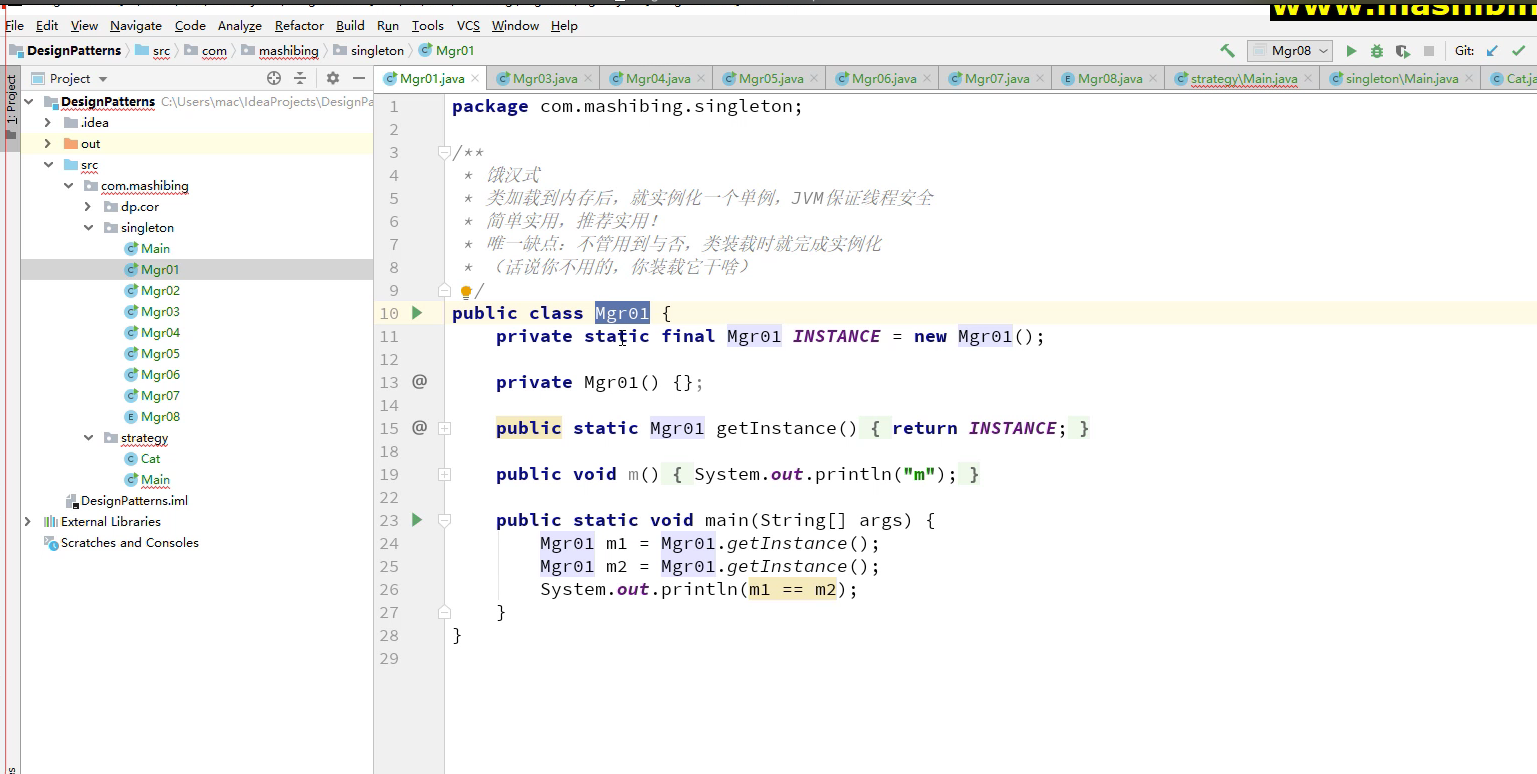 www.mashibin
File Edit View Navigate Code Analyze Refactor Build Run Tools VCS Window Help
DesignPatterns src com mashibing singleton Mgr01 Mgr08 Git:
1: Project
Project
Mgr01.java Mgr03.java Mgr04.java Mgr05.java Mgr06.java Mgr07.java Mgr08.java strategy\Main.java singleton\Main.java Cat.ja
DesignPatterns C:\Users\mac\IdeaProjects\DesignPa
.idea
out
src
com.mashibing
dp.cor
singleton
Main
Mgr01
Mgr02
Mgr03
Mgr04
Mgr05
Mgr06
Mgr07
Mgr08
strategy
Cat
Main
DesignPatterns.iml
External Libraries
Scratches and Consoles
1 package com.mashibing.singleton;
2
3 /**
4 * 饿汉式
5 * 类加载到内存后，就实例化一个单例，JVM保证线程安全
6 * 简单实用，推荐实用！
7 * 唯一缺点：不管用到与否，类装载时就完成实例化
8 * （话说你不用的，你装载它干啥）
9 */
10 public class Mgr01 {
11 private static final Mgr01 INSTANCE = new Mgr01();
12
13 @ private Mgr01() {};
14
15 @ public static Mgr01 getInstance() { return INSTANCE; }
18
19 public void m() { System.out.println("m"); }
22
23 public static void main(String[] args) {
24 Mgr01 m1 = Mgr01.getInstance();
25 Mgr01 m2 = Mgr01.getInstance();
26 System.out.println(m1 == m2);
27 }
28 }
29